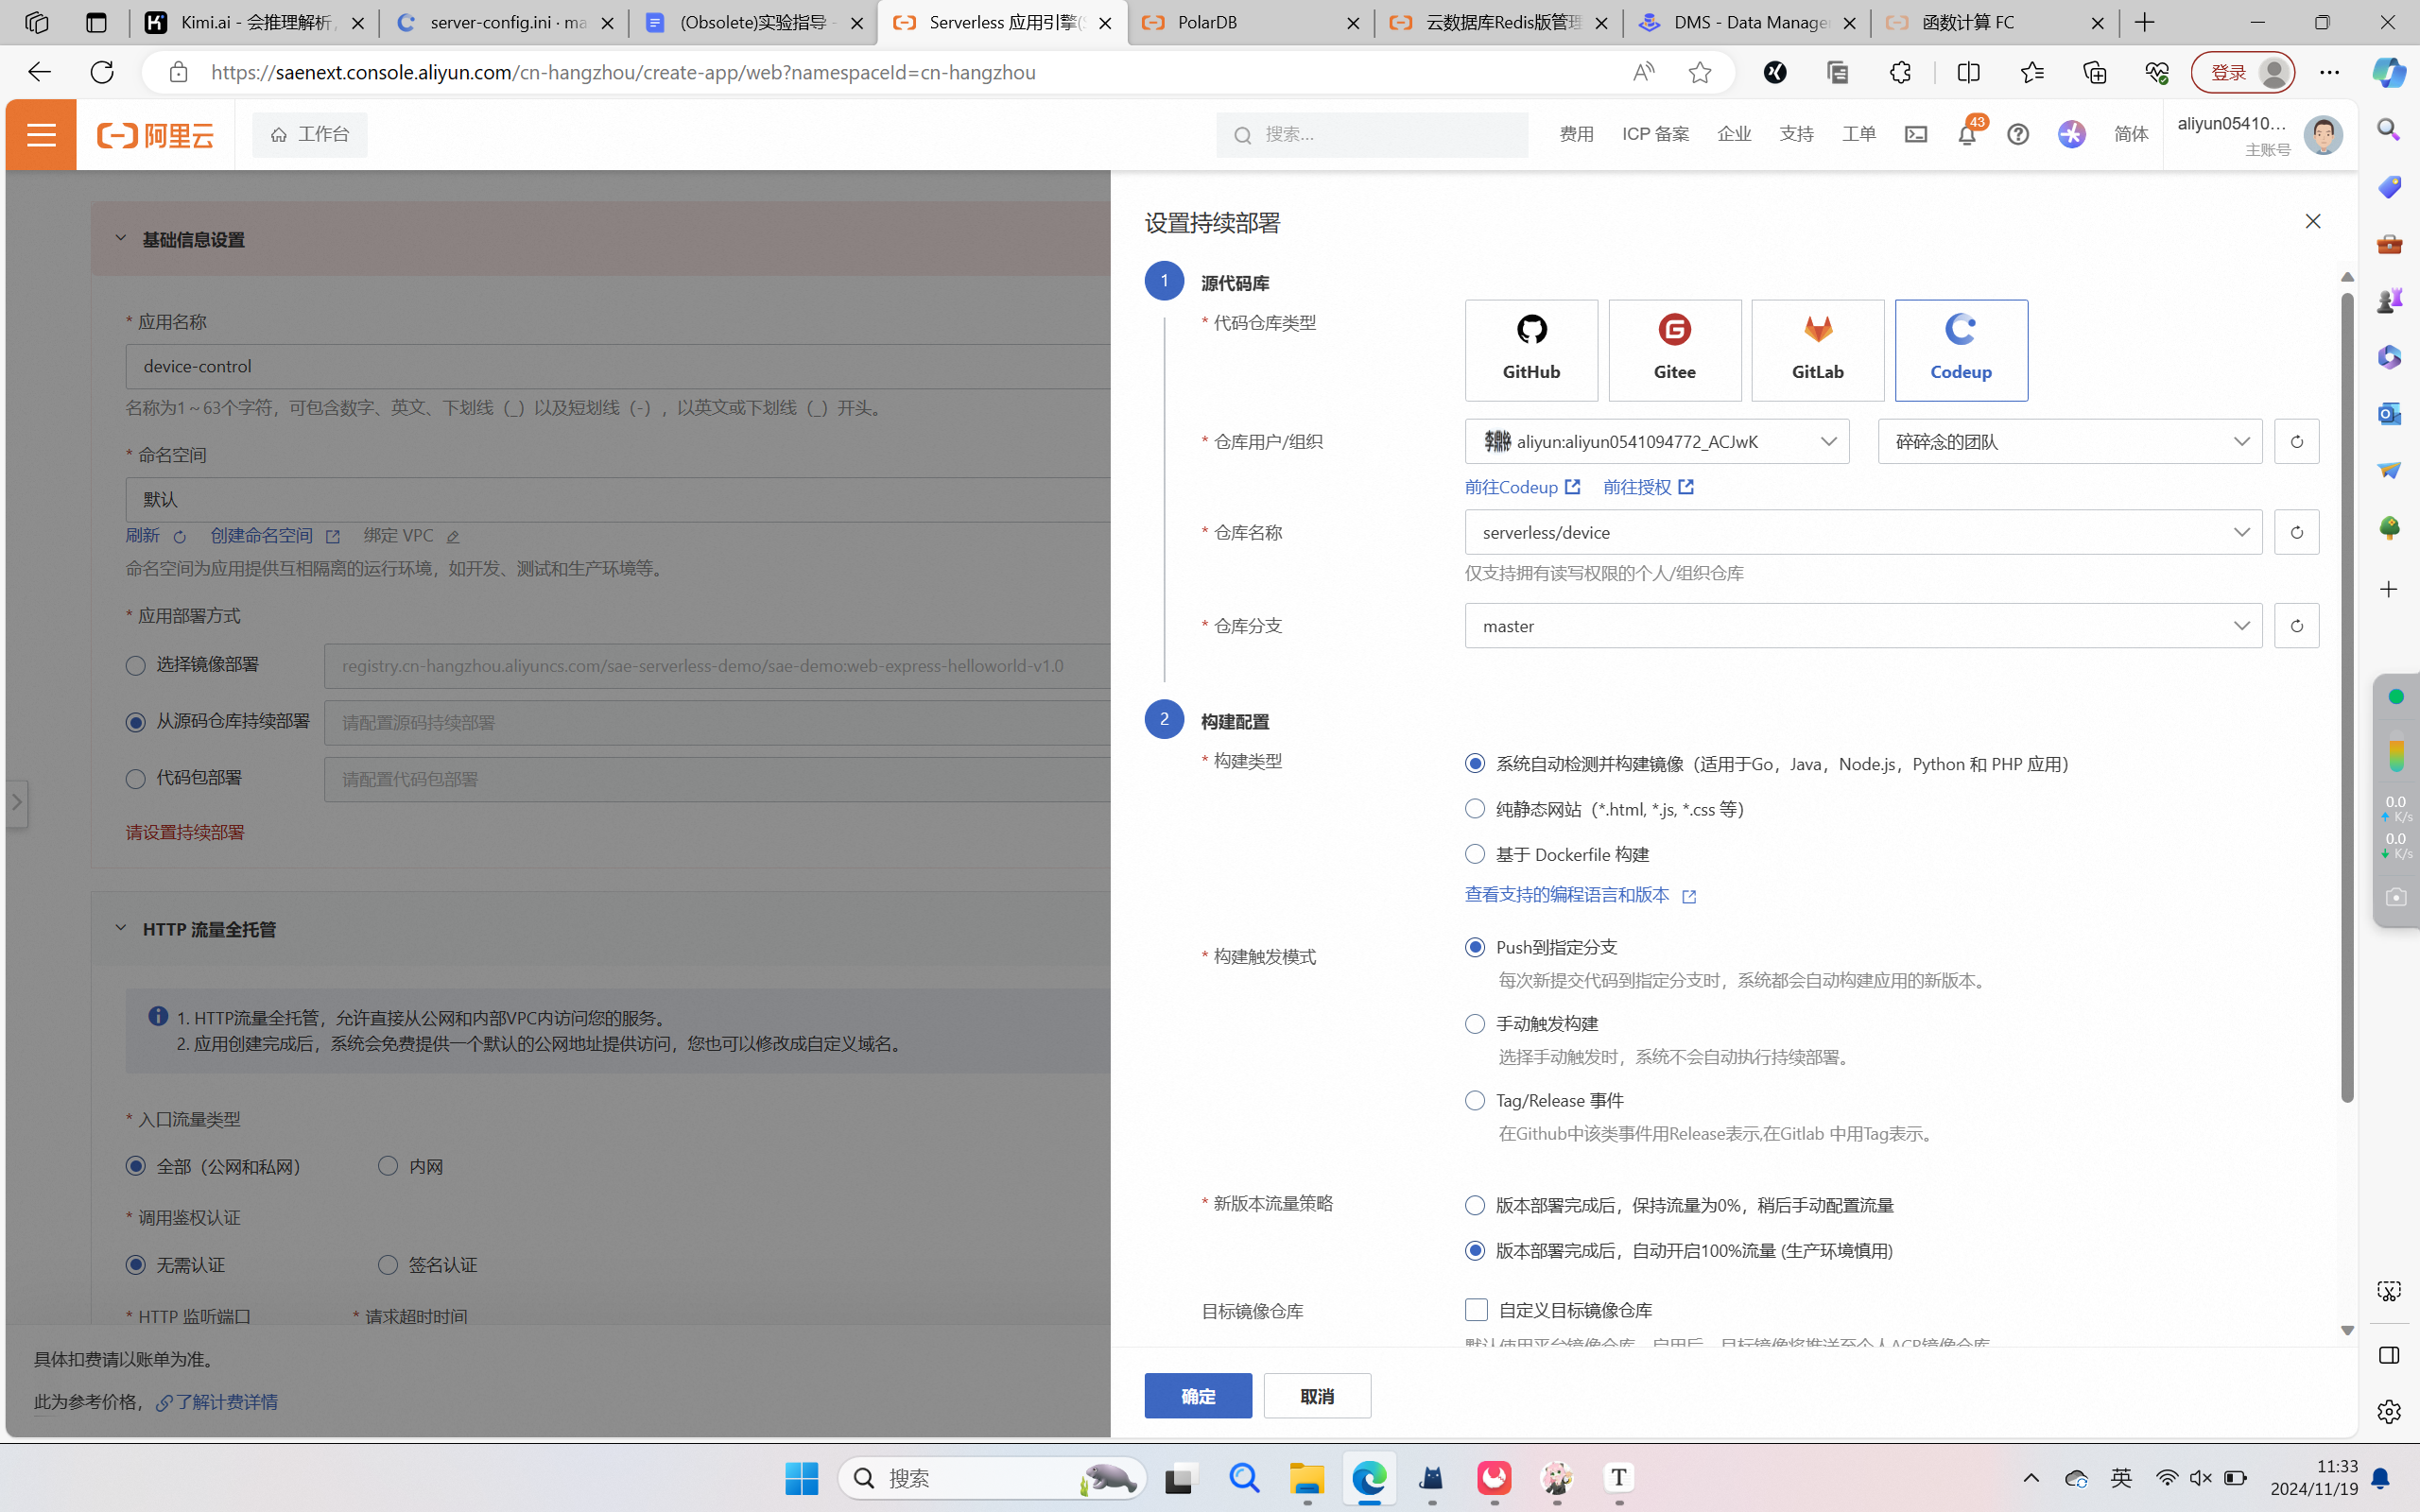 Kimi.ai - 会推理解析,
server-config.ini · ma
(Obsolete)实验指导 -
Serverless 应用引擎(S
PolarDB
云数据库Redis版管理
DMS - Data Manager
函数计算 FC
https://saenext.console.aliyun.com/cn-hangzhou/create-app/web?namespaceId=cn-hangzhou
登录
阿里云
工作台
搜索...
费用
ICP 备案
企业
支持
工单
43
简体
aliyun05410...
主账号
基础信息设置
* 应用名称
device-control
名称为1 ~ 63个字符，可包含数字、英文、下划线（_）以及短划线（-），以英文或下划线（_）开头。
* 命名空间
默认
刷新
创建命名空间
绑定 VPC
命名空间为应用提供互相隔离的运行环境，如开发、测试和生产环境等。
* 应用部署方式
选择镜像部署
registry.cn-hangzhou.aliyuncs.com/sae-serverless-demo/sae-demo:web-express-helloworld-v1.0
从源码仓库持续部署
请配置源码持续部署
代码包部署
请配置代码包部署
请设置持续部署
HTTP 流量全托管
1. HTTP流量全托管，允许直接从公网和内部VPC内访问您的服务。
2. 应用创建完成后，系统会免费提供一个默认的公网地址提供访问，您也可以修改成自定义域名。
* 入口流量类型
全部（公网和私网）
内网
* 调用鉴权认证
无需认证
签名认证
* HTTP 监听端口
* 请求超时时间
具体扣费请以账单为准。
此为参考价格，
了解计费详情
设置持续部署
1
源代码库
* 代码仓库类型
GitHub
Gitee
GitLab
Codeup
* 仓库用户/组织
aliyun:aliyun0541094772_ACJwK
碎碎念的团队
前往Codeup
前往授权
* 仓库名称
serverless/device
仅支持拥有读写权限的个人/组织仓库
* 仓库分支
master
2
构建配置
* 构建类型
系统自动检测并构建镜像（适用于Go，Java，Node.js，Python 和 PHP 应用）
纯静态网站（*.html, *.js, *.css 等）
基于 Dockerfile 构建
查看支持的编程语言和版本
* 构建触发模式
Push到指定分支
每次新提交代码到指定分支时，系统都会自动构建应用的新版本。
手动触发构建
选择手动触发时，系统不会自动执行持续部署。
Tag/Release 事件
在Github中该类事件用Release表示,在Gitlab 中用Tag表示。
* 新版本流量策略
版本部署完成后，保持流量为0%，稍后手动配置流量
版本部署完成后，自动开启100%流量 (生产环境慎用)
目标镜像仓库
自定义目标镜像仓库
默认使用平台镜像仓库，启用后，目标镜像将推送至个人ACR镜像仓库
确定
取消
0.0
K/s
0.0
K/s
搜索
英
11:33
2024/11/19